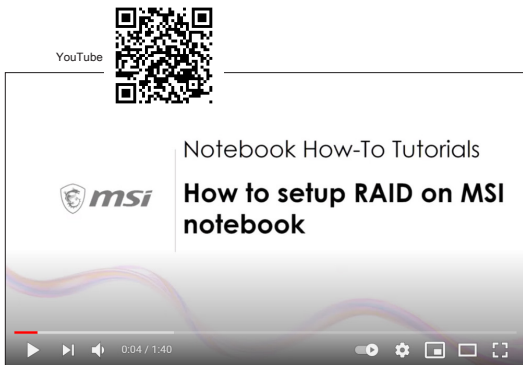 YouTube
Notebook How-To Tutorials
msi
How to setup RAID on MSI
notebook
0:04 / 1:40